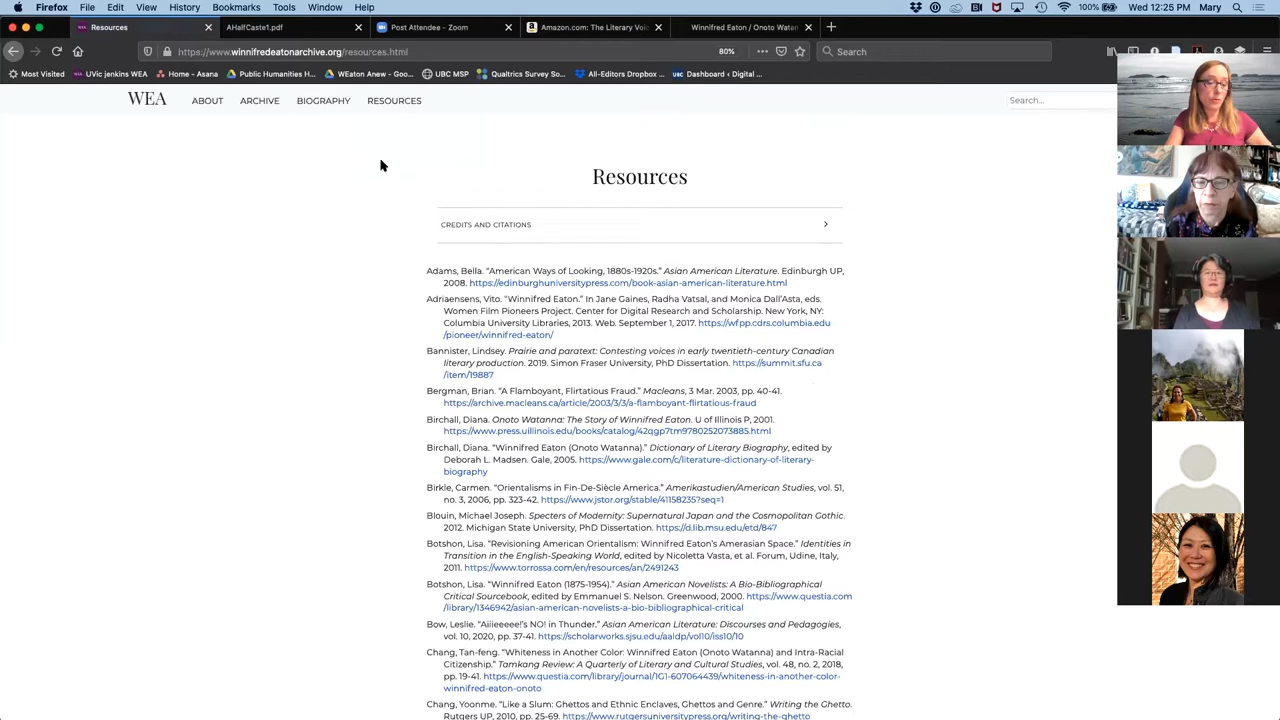 Firefox File Edit View History Bookmarks Tools Window Help 100% Wed 12:25 PM Mary
Resources AHalfCaste1.pdf Post Attendee - Zoom Amazon.com: The Literary Voi Winnifred Eaton / Onoto Watan
https://www.winnifredeatonarchive.org/resources.html 80% Search
Most Visited UVic jenkins WEA Home - Asana Public Humanities H... WEaton Anew - Goo... UBC MSP Qualtrics Survey So... All-Editors Dropbox ... Dashboard ‹ Digital ...
WEA ABOUT ARCHIVE BIOGRAPHY RESOURCES Search...
Resources
CREDITS AND CITATIONS
Adams, Bella. “American Ways of Looking, 1880s-1920s.” Asian American Literature. Edinburgh UP,
2008. https://edinburghuniversitypress.com/book-asian-american-literature.html
Adriaensens, Vito. “Winnifred Eaton.” In Jane Gaines, Radha Vatsal, and Monica Dall’Asta, eds.
Women Film Pioneers Project. Center for Digital Research and Scholarship. New York, NY:
Columbia University Libraries, 2013. Web. September 1, 2017. https://wfpp.cdrs.columbia.edu
/pioneer/winnifred-eaton/
Bannister, Lindsey. Prairie and paratext: Contesting voices in early twentieth-century Canadian
literary production. 2019. Simon Fraser University, PhD Dissertation. https://summit.sfu.ca
/item/19887
Bergman, Brian. “A Flamboyant, Flirtatious Fraud.” Macleans, 3 Mar. 2003, pp. 40-41.
https://archive.macleans.ca/article/2003/3/3/a-flamboyant-flirtatious-fraud
Birchall, Diana. Onoto Watanna: The Story of Winnifred Eaton. U of Illinois P, 2001.
https://www.press.uillinois.edu/books/catalog/42qgp7tm9780252073885.html
Birchall, Diana. “Winnifred Eaton (Onoto Watanna).” Dictionary of Literary Biography, edited by
Deborah L. Madsen. Gale, 2005. https://www.gale.com/c/literature-dictionary-of-literary-
biography
Birkle, Carmen. “Orientalisms in Fin-De-Siècle America.” Amerikastudien/American Studies, vol. 51,
no. 3, 2006, pp. 323-42. https://www.jstor.org/stable/41158235?seq=1
Blouin, Michael Joseph. Specters of Modernity: Supernatural Japan and the Cosmopolitan Gothic.
2012. Michigan State University, PhD Dissertation. https://d.lib.msu.edu/etd/847
Botshon, Lisa. “Revisioning American Orientalism: Winnifred Eaton’s Amerasian Space.” Identities in
Transition in the English-Speaking World, edited by Nicoletta Vasta, et al. Forum, Udine, Italy,
2011. https://www.torrossa.com/en/resources/an/2491243
Botshon, Lisa. “Winnifred Eaton (1875-1954).” Asian American Novelists: A Bio-Bibliographical
Critical Sourcebook, edited by Emmanuel S. Nelson. Greenwood, 2000. https://www.questia.com
/library/1346942/asian-american-novelists-a-bio-bibliographical-critical
Bow, Leslie. “Aiiieeeee!’s NO! in Thunder.” Asian American Literature: Discourses and Pedagogies,
vol. 10, 2020, pp. 37-41. https://scholarworks.sjsu.edu/aaldp/vol10/iss10/10
Chang, Tan-feng. “Whiteness in Another Color: Winnifred Eaton (Onoto Watanna) and Intra-Racial
Citizenship.” Tamkang Review: A Quarterly of Literary and Cultural Studies, vol. 48, no. 2, 2018,
pp. 19-41. https://www.questia.com/library/journal/1G1-607064439/whiteness-in-another-color-
winnifred-eaton-onoto
Chang, Yoonme. “Like a Slum: Ghettos and Ethnic Enclaves, Ghettos and Genre.” Writing the Ghetto.
Rutgers UP, 2010, pp. 25-69. https://www.rutgersuniversitypress.org/writing-the-ghetto